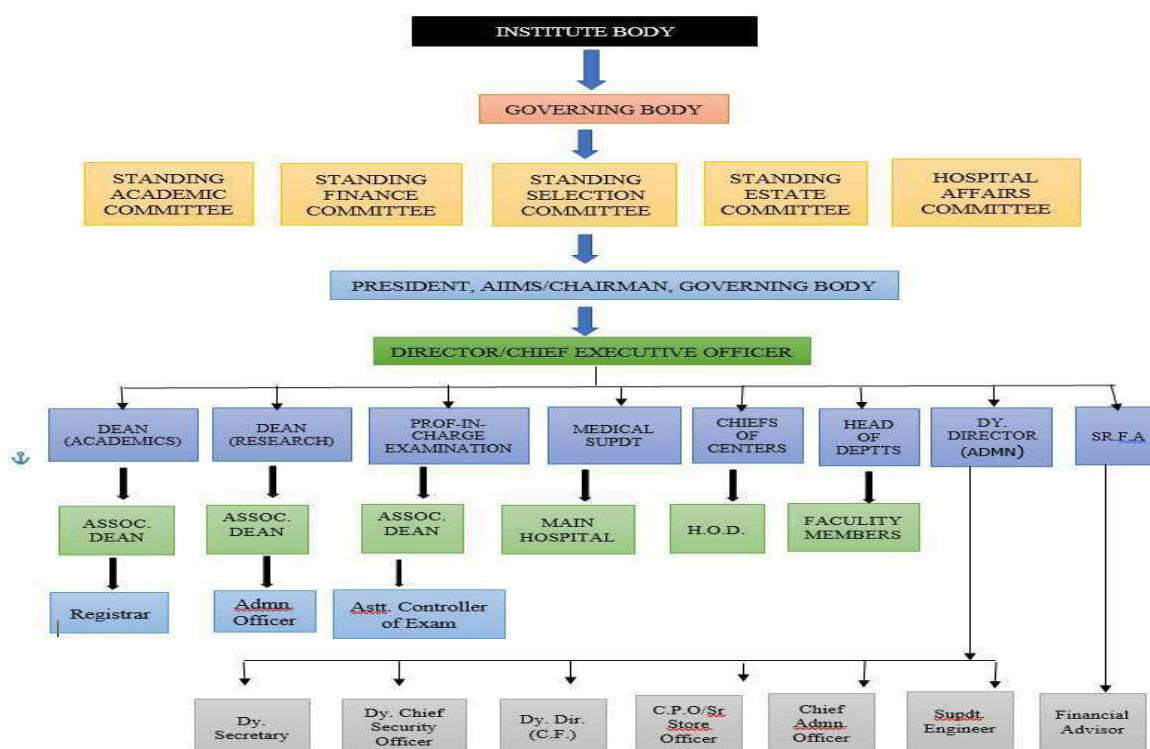 INSTITUTE BODY
GOVERNING BODY
STANDING
ACADEMIC
COMMITTEE
STANDING
FINANCE
COMMITTEE
STANDING
SELECTION
COMMITTEE
STANDING
ESTATE
COMMITTEE
HOSPITAL
AFFAIRS
COMMITTEE
PRESIDENT, AIIMS/CHAIRMAN, GOVERNING BODY
DIRECTOR/CHIEF EXECUTIVE OFFICER
DEAN
(ACADEMICS)
DEAN
(RESEARCH)
PROF-IN-
CHARGE
EXAMINATION
MEDICAL
SUPDT
CHIEFS
OF
CENTERS
HEAD
OF
DEPTTS
DY.
DIRECTOR
(ADMN)
SR.F.A
ASSOC.
DEAN
ASSOC.
DEAN
ASSOC.
DEAN
MAIN
HOSPITAL
H.O.D.
FACULITY
MEMBERS
Registrar
Admn
Officer
Astt. Controller
of Exam
Dy.
Secretary
Dy. Chief
Security
Officer
Dy. Dir.
(C.F.)
C.P.O/Sr
Store
Officer
Chief
Admn.
Officer
Supdt
Engineer
Financial
Advisor